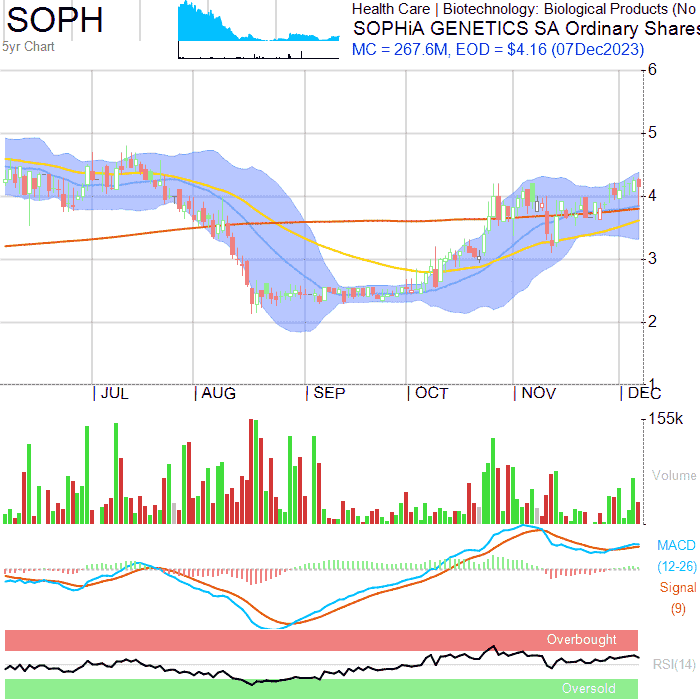 SOPH
5yr Chart
Health Care | Biotechnology: Biological Products (No
SOPHiA GENETICS SA Ordinary Shares
MC = 267.6M, EOD = $4.16 (07Dec2023)
6
5
4
3
2
1
JUL AUG SEP OCT NOV DEC
155k
Volume
MACD
(12-26)
Signal
(9)
Overbought
RSI(14)
Oversold